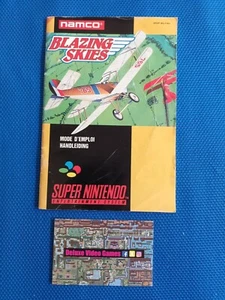 namco
BLAZING
SKIES
MODE D'EMPLOI
HANDLEIDING
SUPER NINTENDO
ENTERTAINMENT SYSTEM
Deluxe Video Games